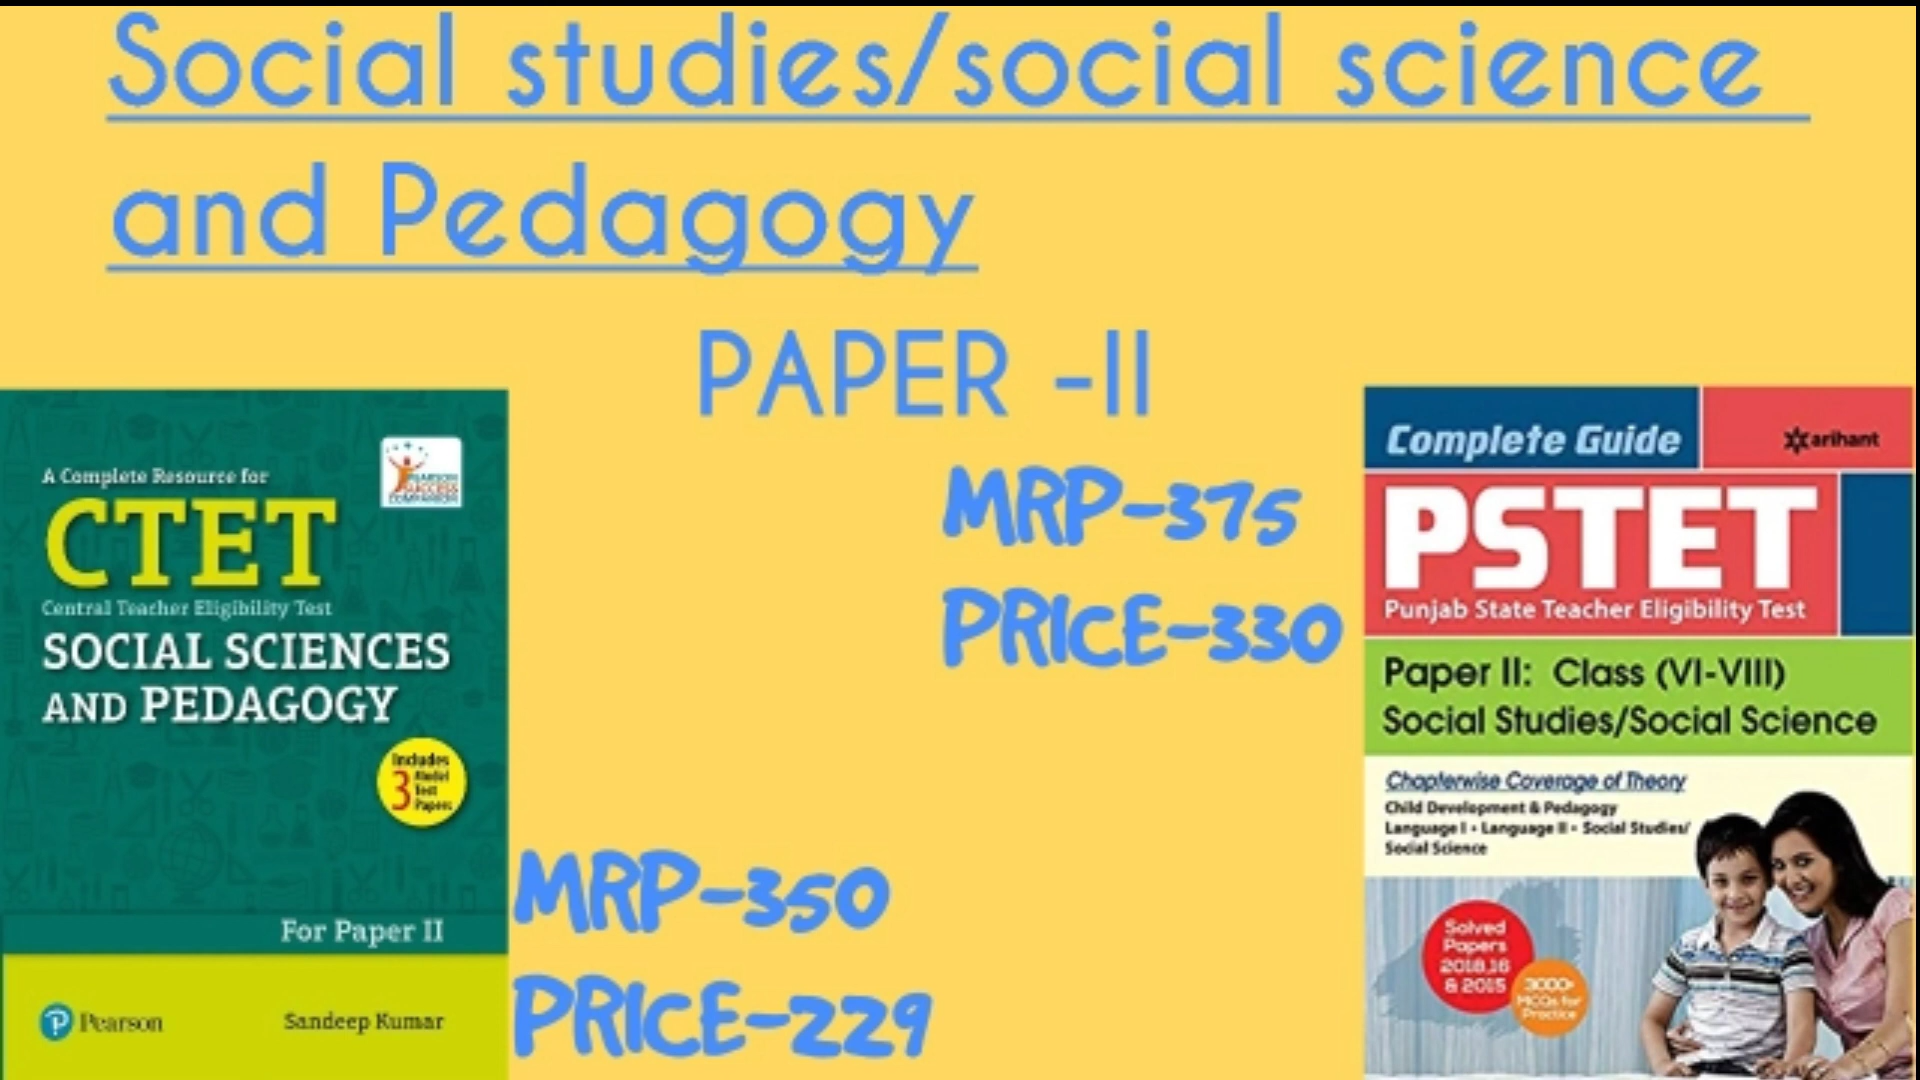 Social studies/social science
and Pedagogy
PAPER -II
A Complete Resource for
CTET
Central Teacher Eligibility Test
SOCIAL SCIENCES
AND PEDAGOGY
Includes
3 Model
Test
Papers
For Paper II
Pearson
Sandeep Kumar
PEARSON
SUCCESS
COMPANION
MRP-350
PRICE-229
MRP-375
PRICE-330
Complete Guide
arihant
PSTET
Punjab State Teacher Eligibility Test
Paper II: Class (VI-VIII)
Social Studies/Social Science
Chapterwise Coverage of Theory
Child Development & Pedagogy
Language I • Language II • Social Studies/
Social Science
Solved
Papers
2018,16
& 2015
3000+
MCQs for
Practice